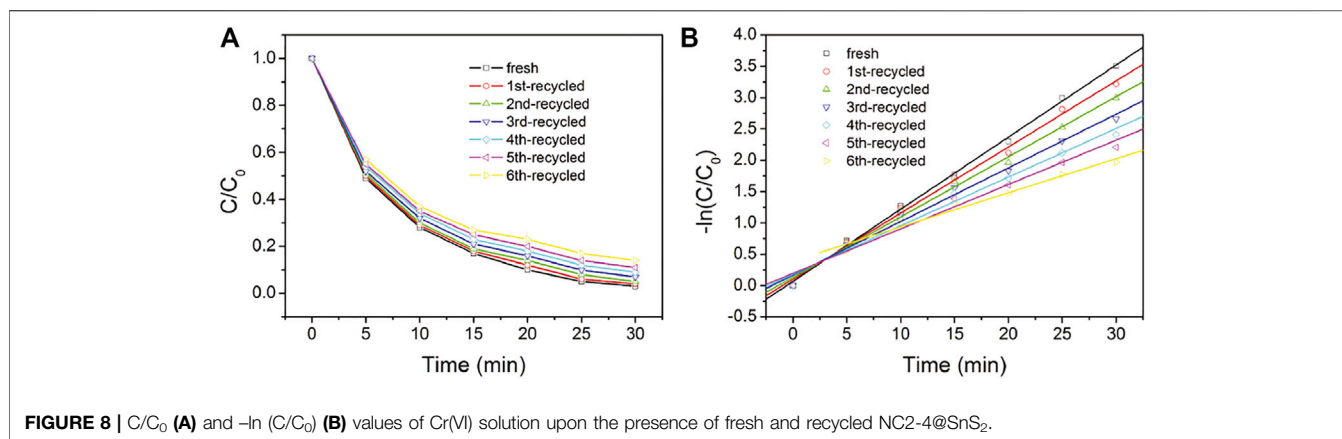 A
C/C₀
1.0
0.8
0.6
0.4
0.2
0.0
0
5
10
15
20
25
30
Time (min)
fresh
1st-recycled
2nd-recycled
3rd-recycled
4th-recycled
5th-recycled
6th-recycled
B
-ln(C/C₀)
4.0
3.5
3.0
2.5
2.0
1.5
1.0
0.5
0.0
-0.5
0
5
10
15
20
25
30
Time (min)
fresh
1st-recycled
2nd-recycled
3rd-recycled
4th-recycled
5th-recycled
6th-recycled
FIGURE 8 | C/C₀ (A) and –ln (C/C₀) (B) values of Cr(VI) solution upon the presence of fresh and recycled NC2-4@SnS₂.